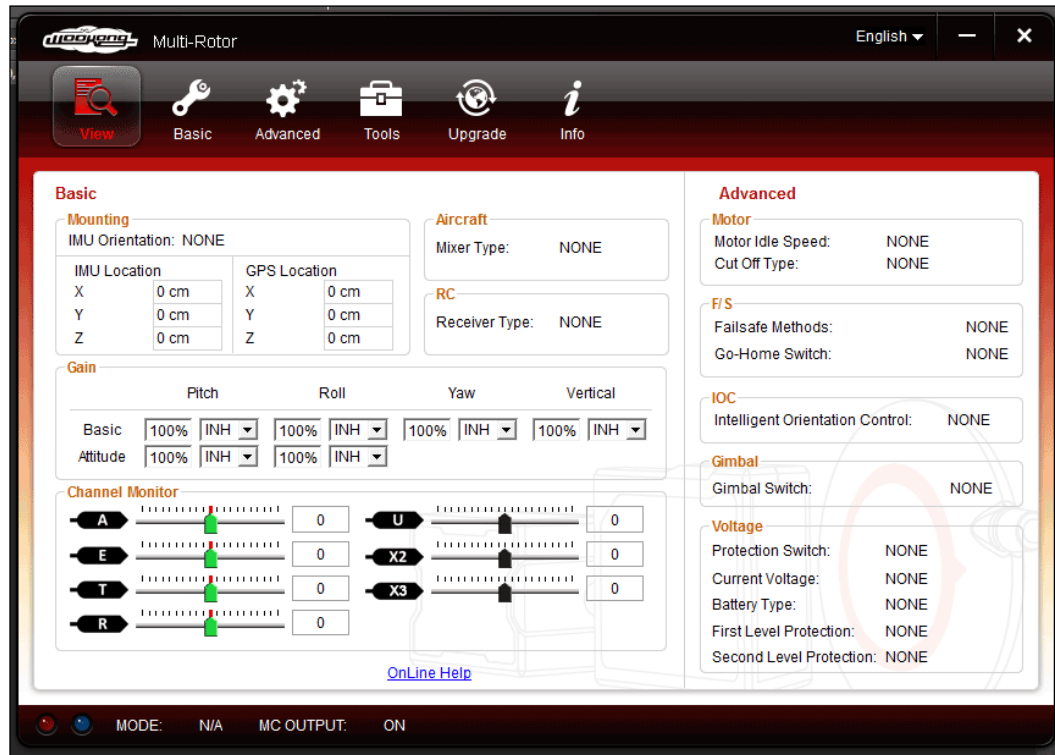 WooKong Multi-Rotor English
View Basic Advanced Tools Upgrade Info
Basic
Mounting
IMU Orientation: NONE
IMU Location GPS Location
X 0 cm X 0 cm
Y 0 cm Y 0 cm
Z 0 cm Z 0 cm
Aircraft
Mixer Type: NONE
RC
Receiver Type: NONE
Gain
Pitch Roll Yaw Vertical
Basic 100% INH 100% INH 100% INH 100% INH
Attitude 100% INH 100% INH
Channel Monitor
A 0 U 0
E 0 X2 0
T 0 X3 0
R 0
OnLine Help
Advanced
Motor
Motor Idle Speed: NONE
Cut Off Type: NONE
F/S
Failsafe Methods: NONE
Go-Home Switch: NONE
IOC
Intelligent Orientation Control: NONE
Gimbal
Gimbal Switch: NONE
Voltage
Protection Switch: NONE
Current Voltage: NONE
Battery Type: NONE
First Level Protection: NONE
Second Level Protection: NONE
MODE: N/A MC OUTPUT: ON